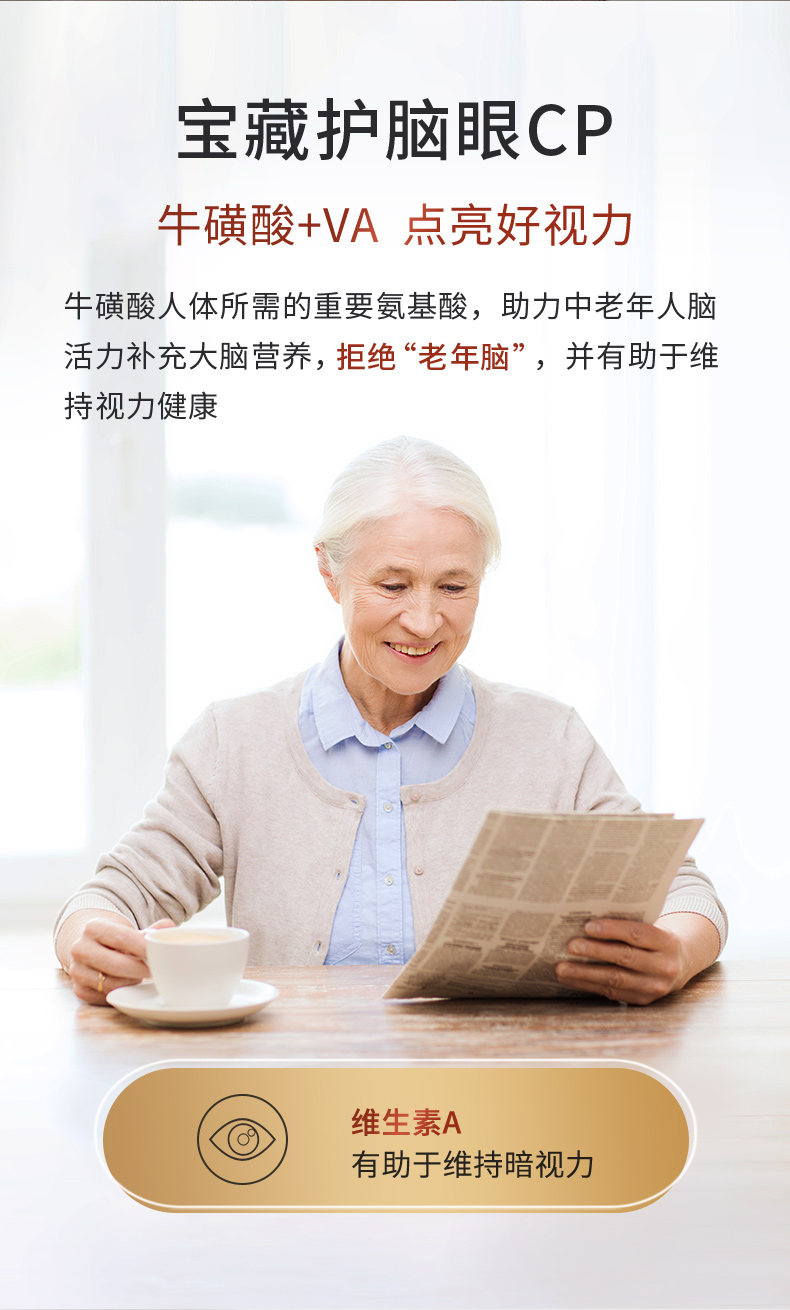 宝藏护脑眼CP
牛磺酸+VA 点亮好视力
牛磺酸人体所需的重要氨基酸，助力中老年人脑
活力补充大脑营养，拒绝“老年脑”，并有助于维
持视力健康
维生素A
有助于维持暗视力